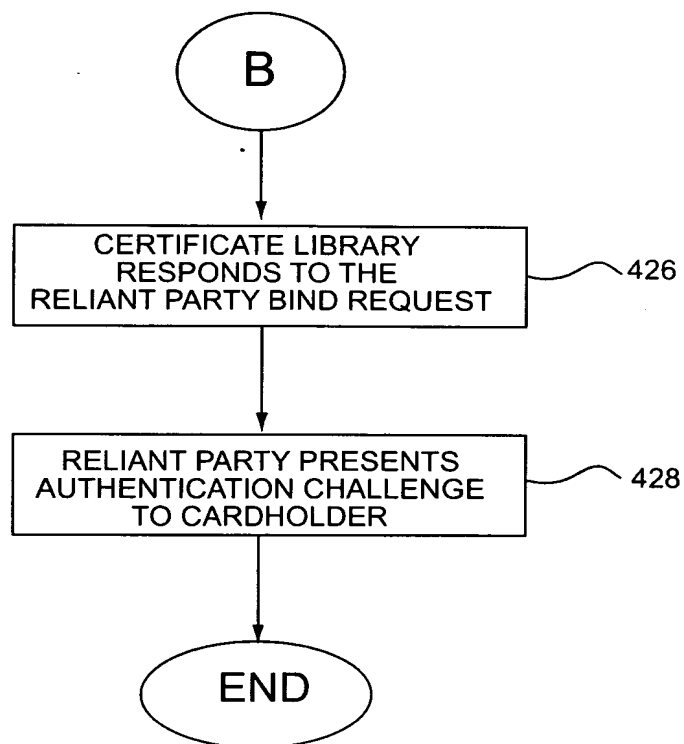 B
CERTIFICATE LIBRARY
RESPONDS TO THE
RELIANT PARTY BIND REQUEST
426
RELIANT PARTY PRESENTS
AUTHENTICATION CHALLENGE
TO CARDHOLDER
428
END